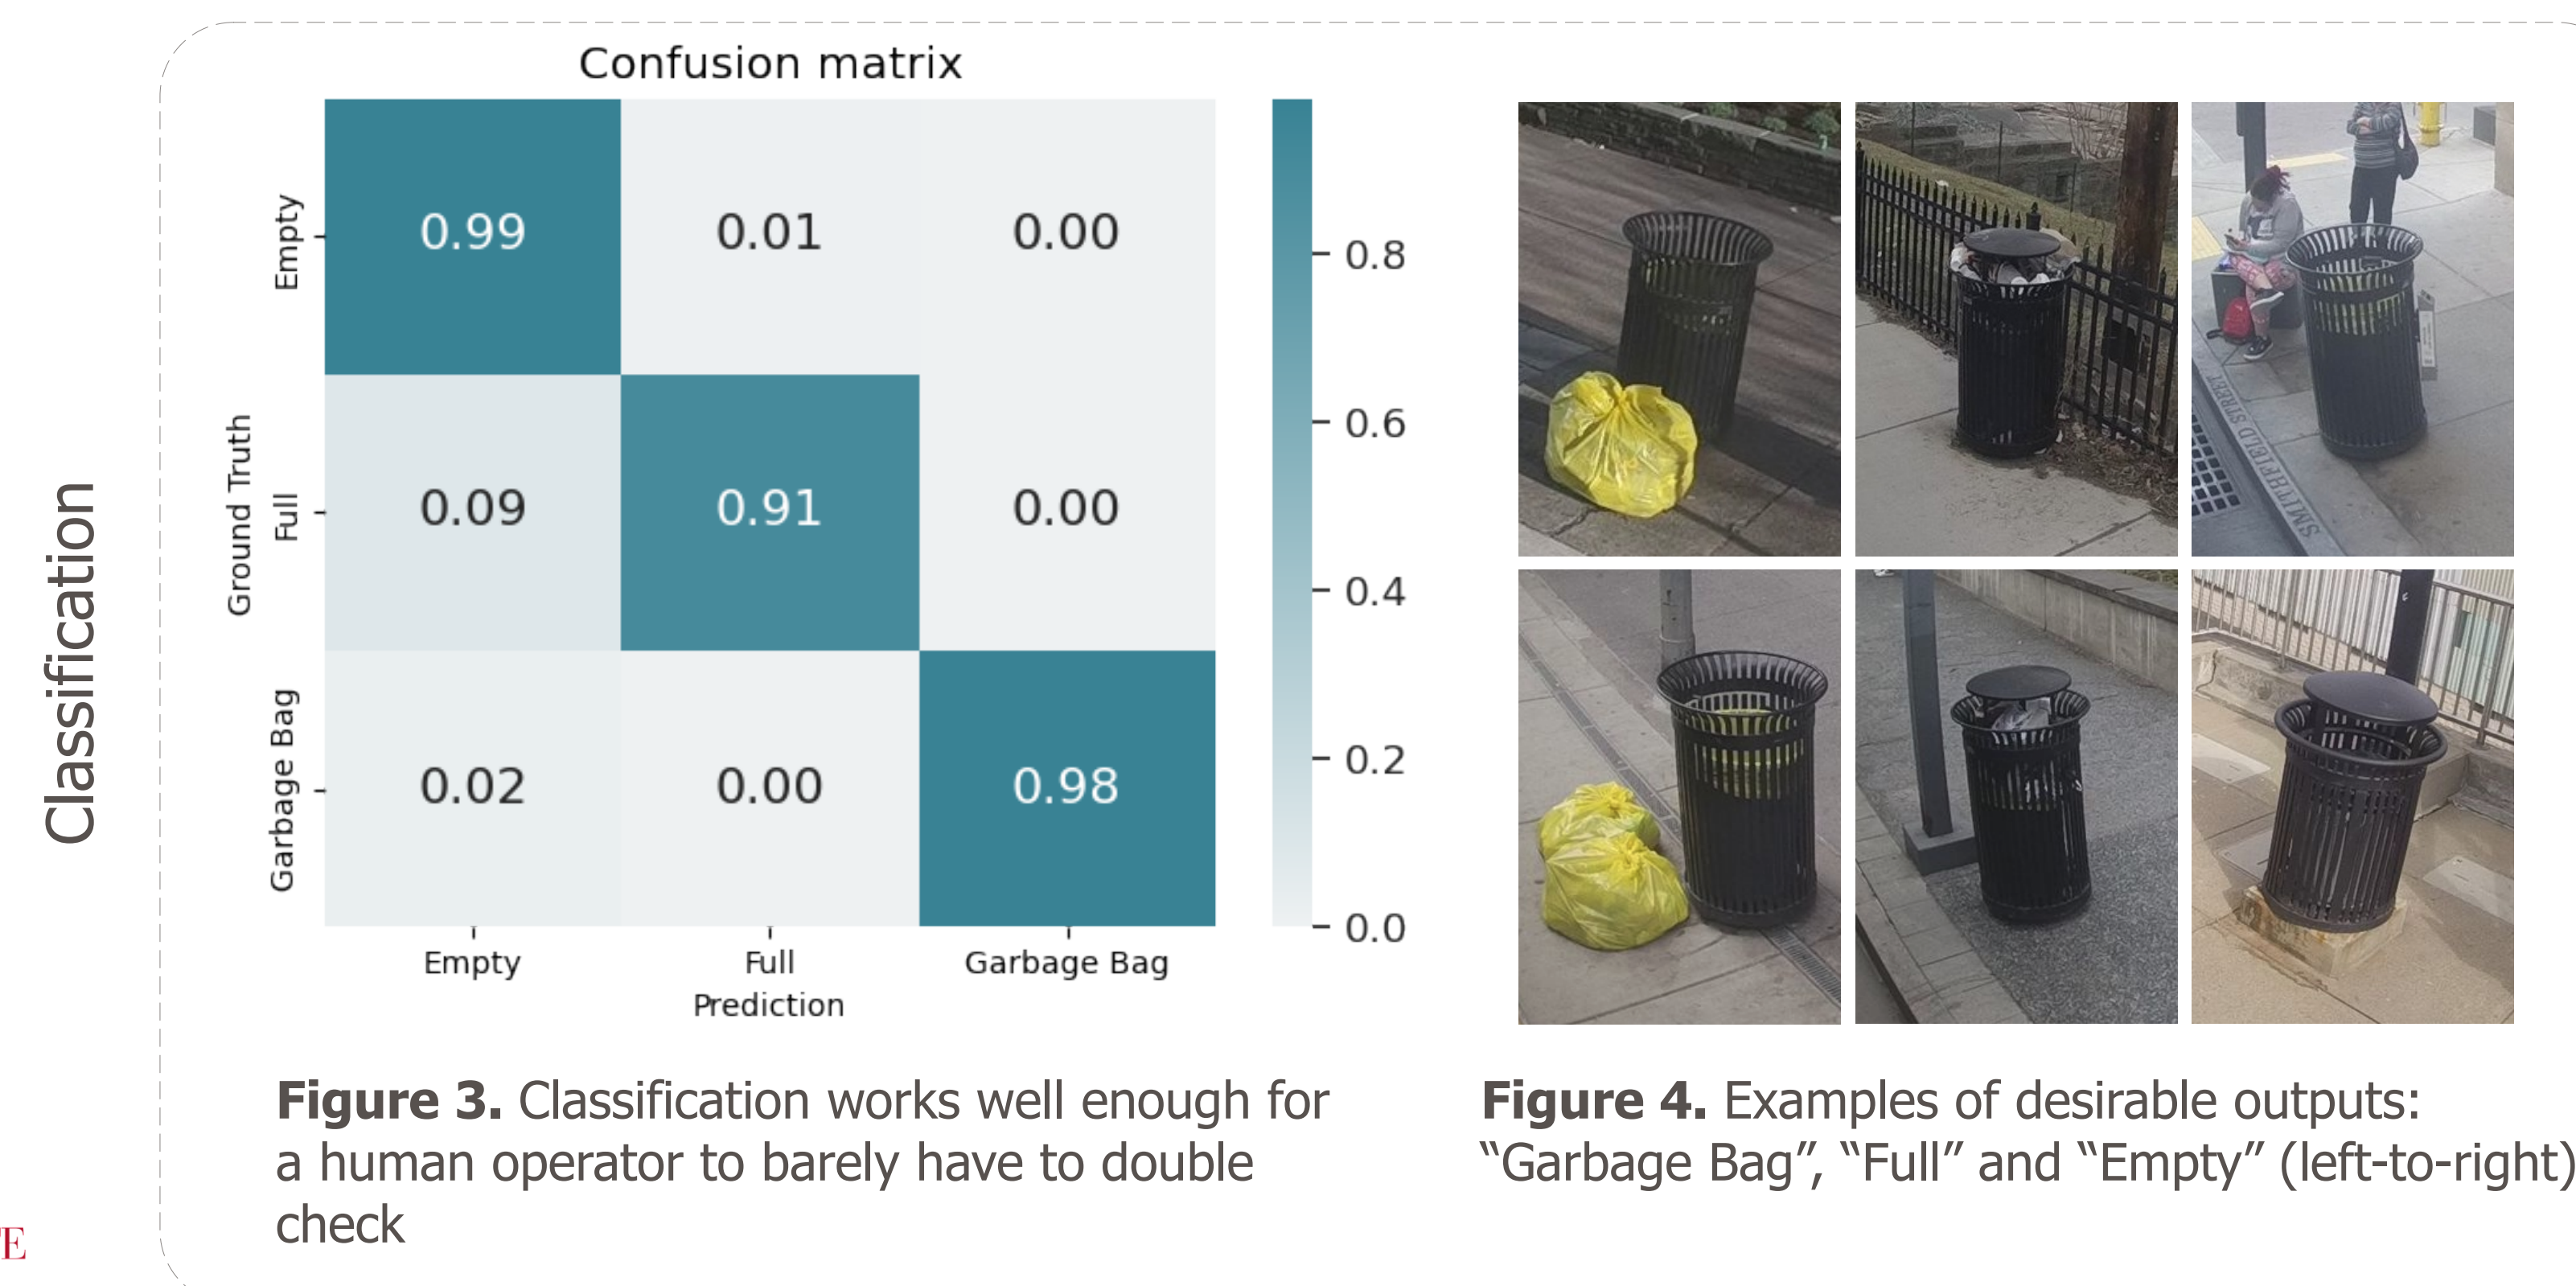 Classification
Confusion matrix
Ground Truth
Empty
0.99 0.01 0.00
Full
0.09 0.91 0.00
Garbage Bag
0.02 0.00 0.98
Empty Full Garbage Bag
Prediction
0.8
0.6
0.4
0.2
0.0
SMITHFIELD STREET
Figure 3. Classification works well enough for
a human operator to barely have to double
check
Figure 4. Examples of desirable outputs:
“Garbage Bag”, “Full” and “Empty” (left-to-right)
E